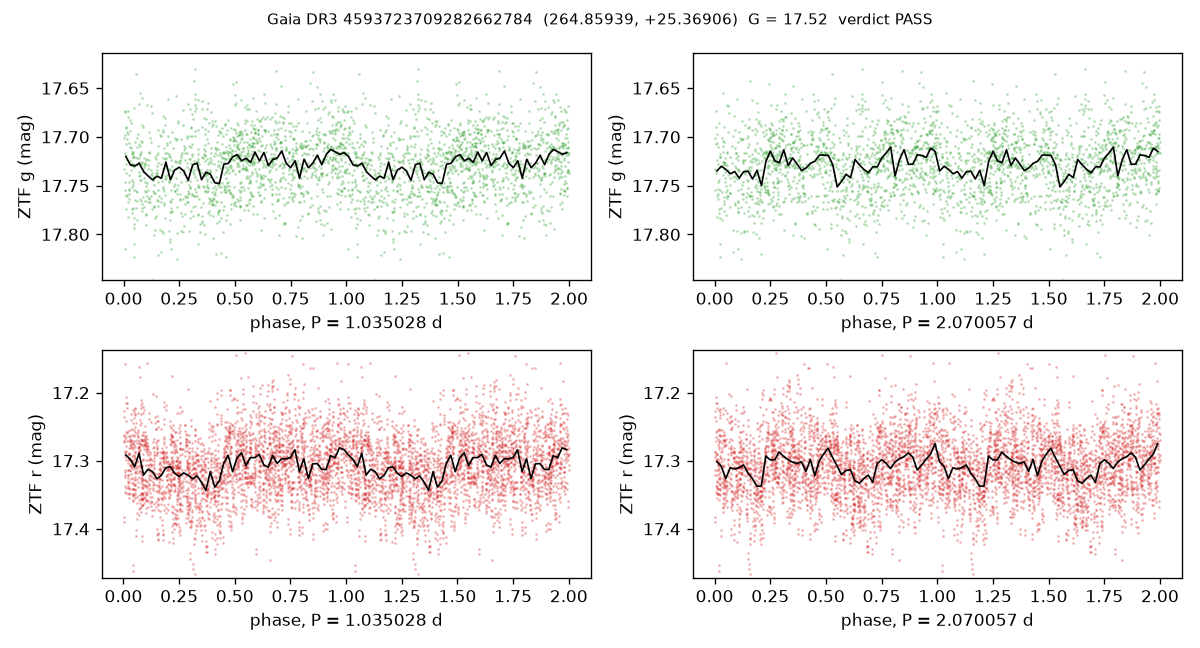 Gaia DR3 4593723709282662784 (264.85939, +25.36906) G = 17.52 verdict PASS
ZTF g (mag)
17.65
17.70
17.75
17.80
0.00 0.25 0.50 0.75 1.00 1.25 1.50 1.75 2.00
phase, P = 1.035028 d
ZTF g (mag)
17.65
17.70
17.75
17.80
0.00 0.25 0.50 0.75 1.00 1.25 1.50 1.75 2.00
phase, P = 2.070057 d
ZTF r (mag)
17.2
17.3
17.4
0.00 0.25 0.50 0.75 1.00 1.25 1.50 1.75 2.00
phase, P = 1.035028 d
ZTF r (mag)
17.2
17.3
17.4
0.00 0.25 0.50 0.75 1.00 1.25 1.50 1.75 2.00
phase, P = 2.070057 d